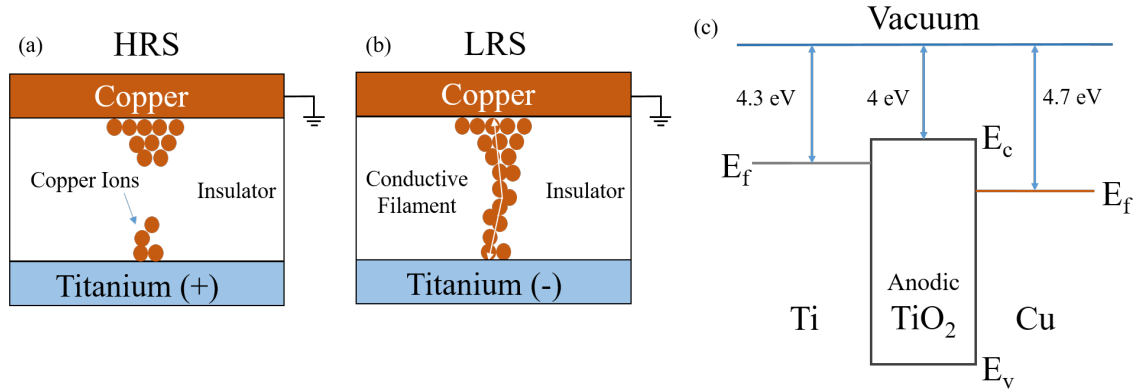 (a)
HRS
Copper
Copper Ions
Insulator
Titanium (+)
(b)
LRS
Copper
Conductive
Filament
Insulator
Titanium (-)
(c)
Vacuum
4.3 eV
4 eV
4.7 eV
E_c
E_f
E_f
Anodic
Ti
TiO₂
Cu
E_v